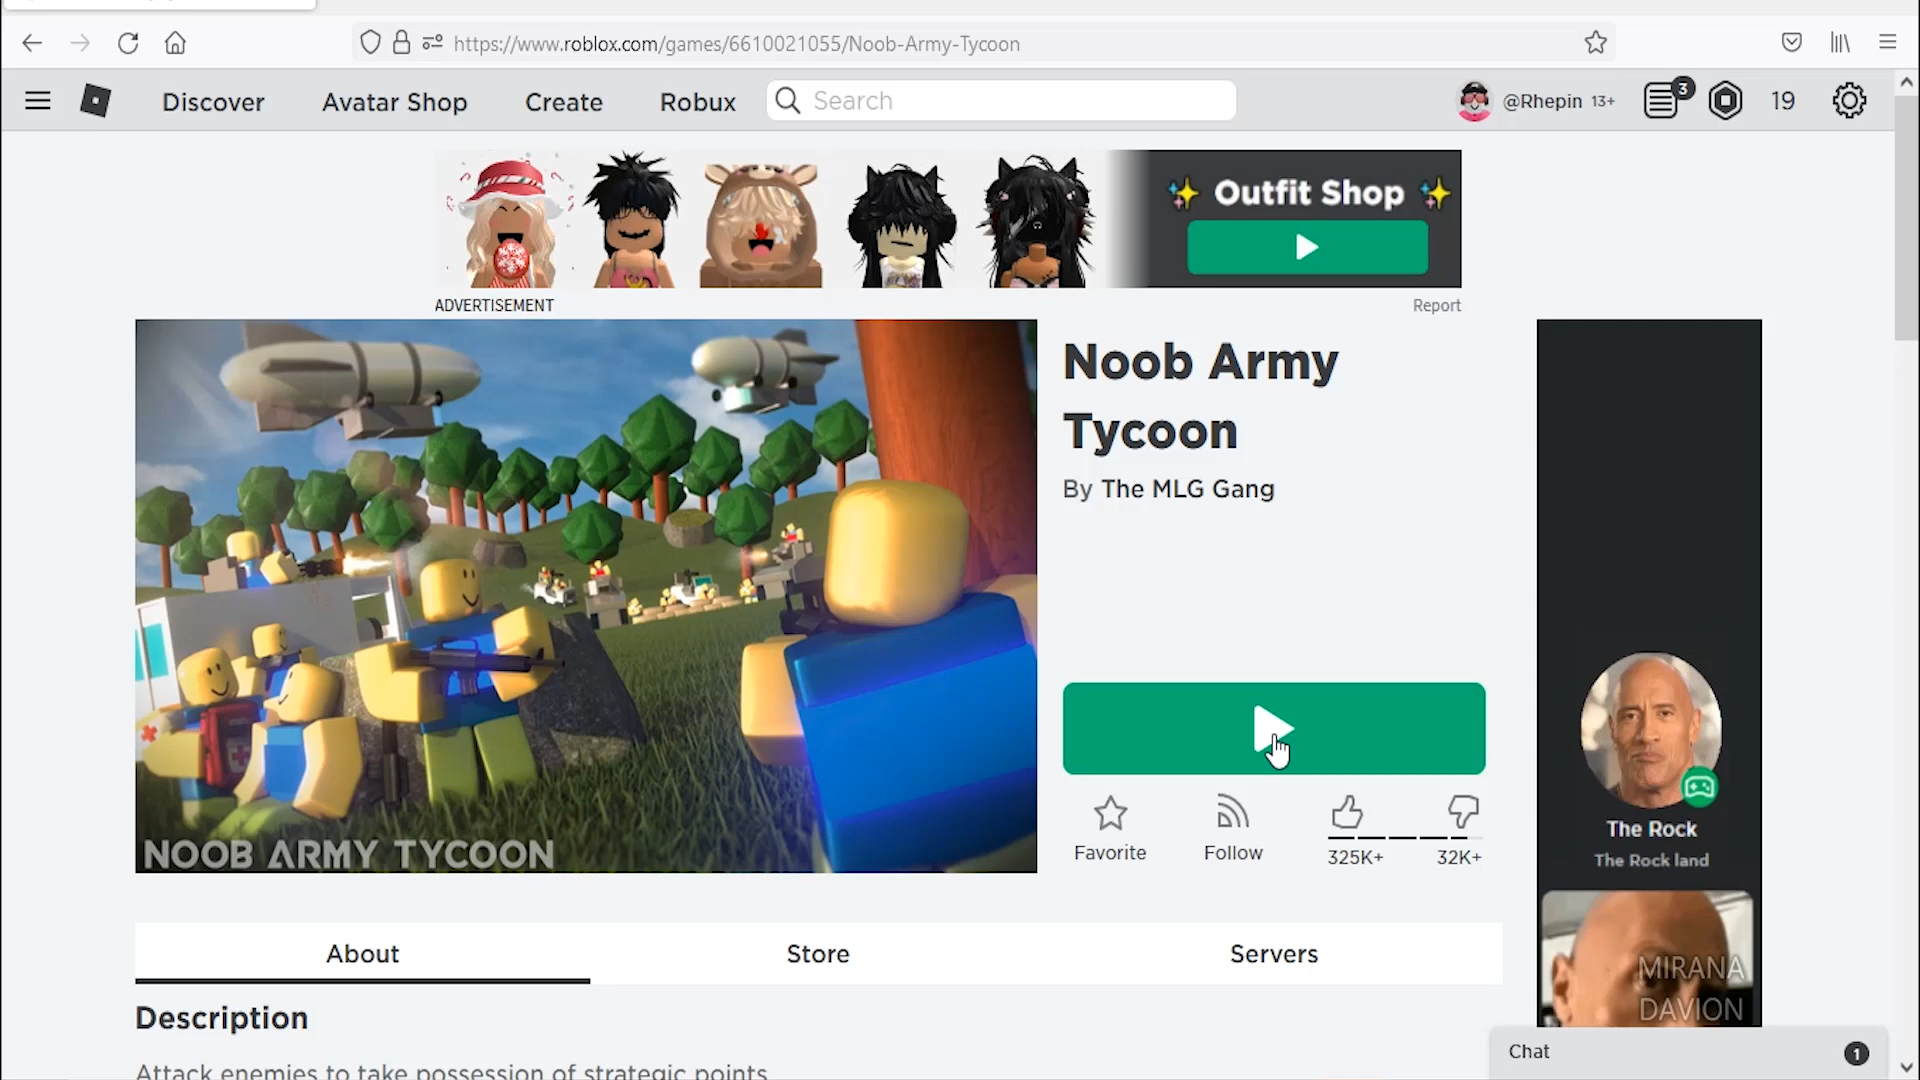 https://www.roblox.com/games/6610021055/Noob-Army-Tycoon
Discover
Avatar Shop
Create
Robux
Search
@Rhepin 13+
3
19
Outfit Shop
ADVERTISEMENT
Report
Noob Army
Tycoon
By The MLG Gang
NOOB ARMY TYCOON
Favorite
Follow
325K+
32K+
The Rock
The Rock land
MIRANA
DAVION
About
Store
Servers
Description
Attack enemies to take possession of strategic points
Chat
1